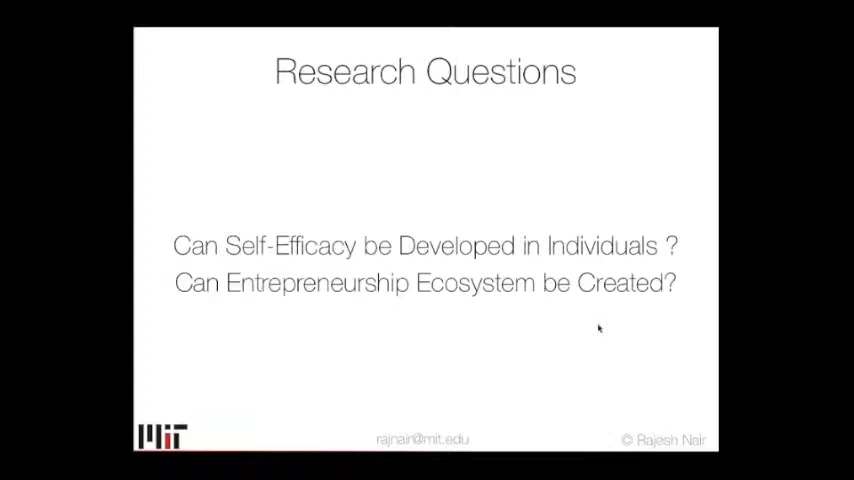 Research Questions
Can Self-Efficacy be Developed in Individuals ?
Can Entrepreneurship Ecosystem be Created?
MIT
rajnair@mit.edu
© Rajesh Nair